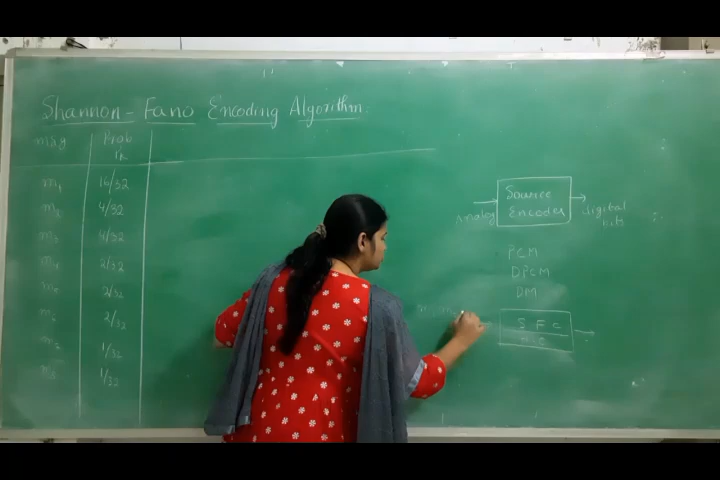 Shannon - Fano Encoding Algorithm.
msg Prob
Pk
m1 16/32
m2 4/32
m3 4/32
m4 2/32
m5 2/32
m6 2/32
m7 1/32
m8 1/32
Source
Encoder
Analog
digital
bits
PCM
DPCM
DM
S F C
H C